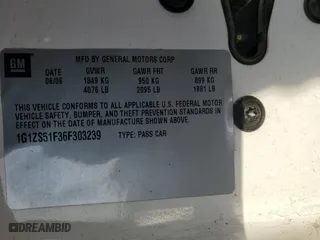 GM
MFD BY GENERAL MOTORS CORP
DATE GVWR GAWR FRT GAWR RR
06/06 1849 KG 950 KG 899 KG
4076 LB 2095 LB 1981 LB
THIS VEHICLE CONFORMS TO ALL APPLICABLE U.S. FEDERAL MOTOR
VEHICLE SAFETY, BUMPER, AND THEFT PREVENTION STANDARDS IN
EFFECT ON THE DATE OF MANUFACTURE SHOWN ABOVE.
1G1ZS51F36F303239 TYPE: PASS CAR